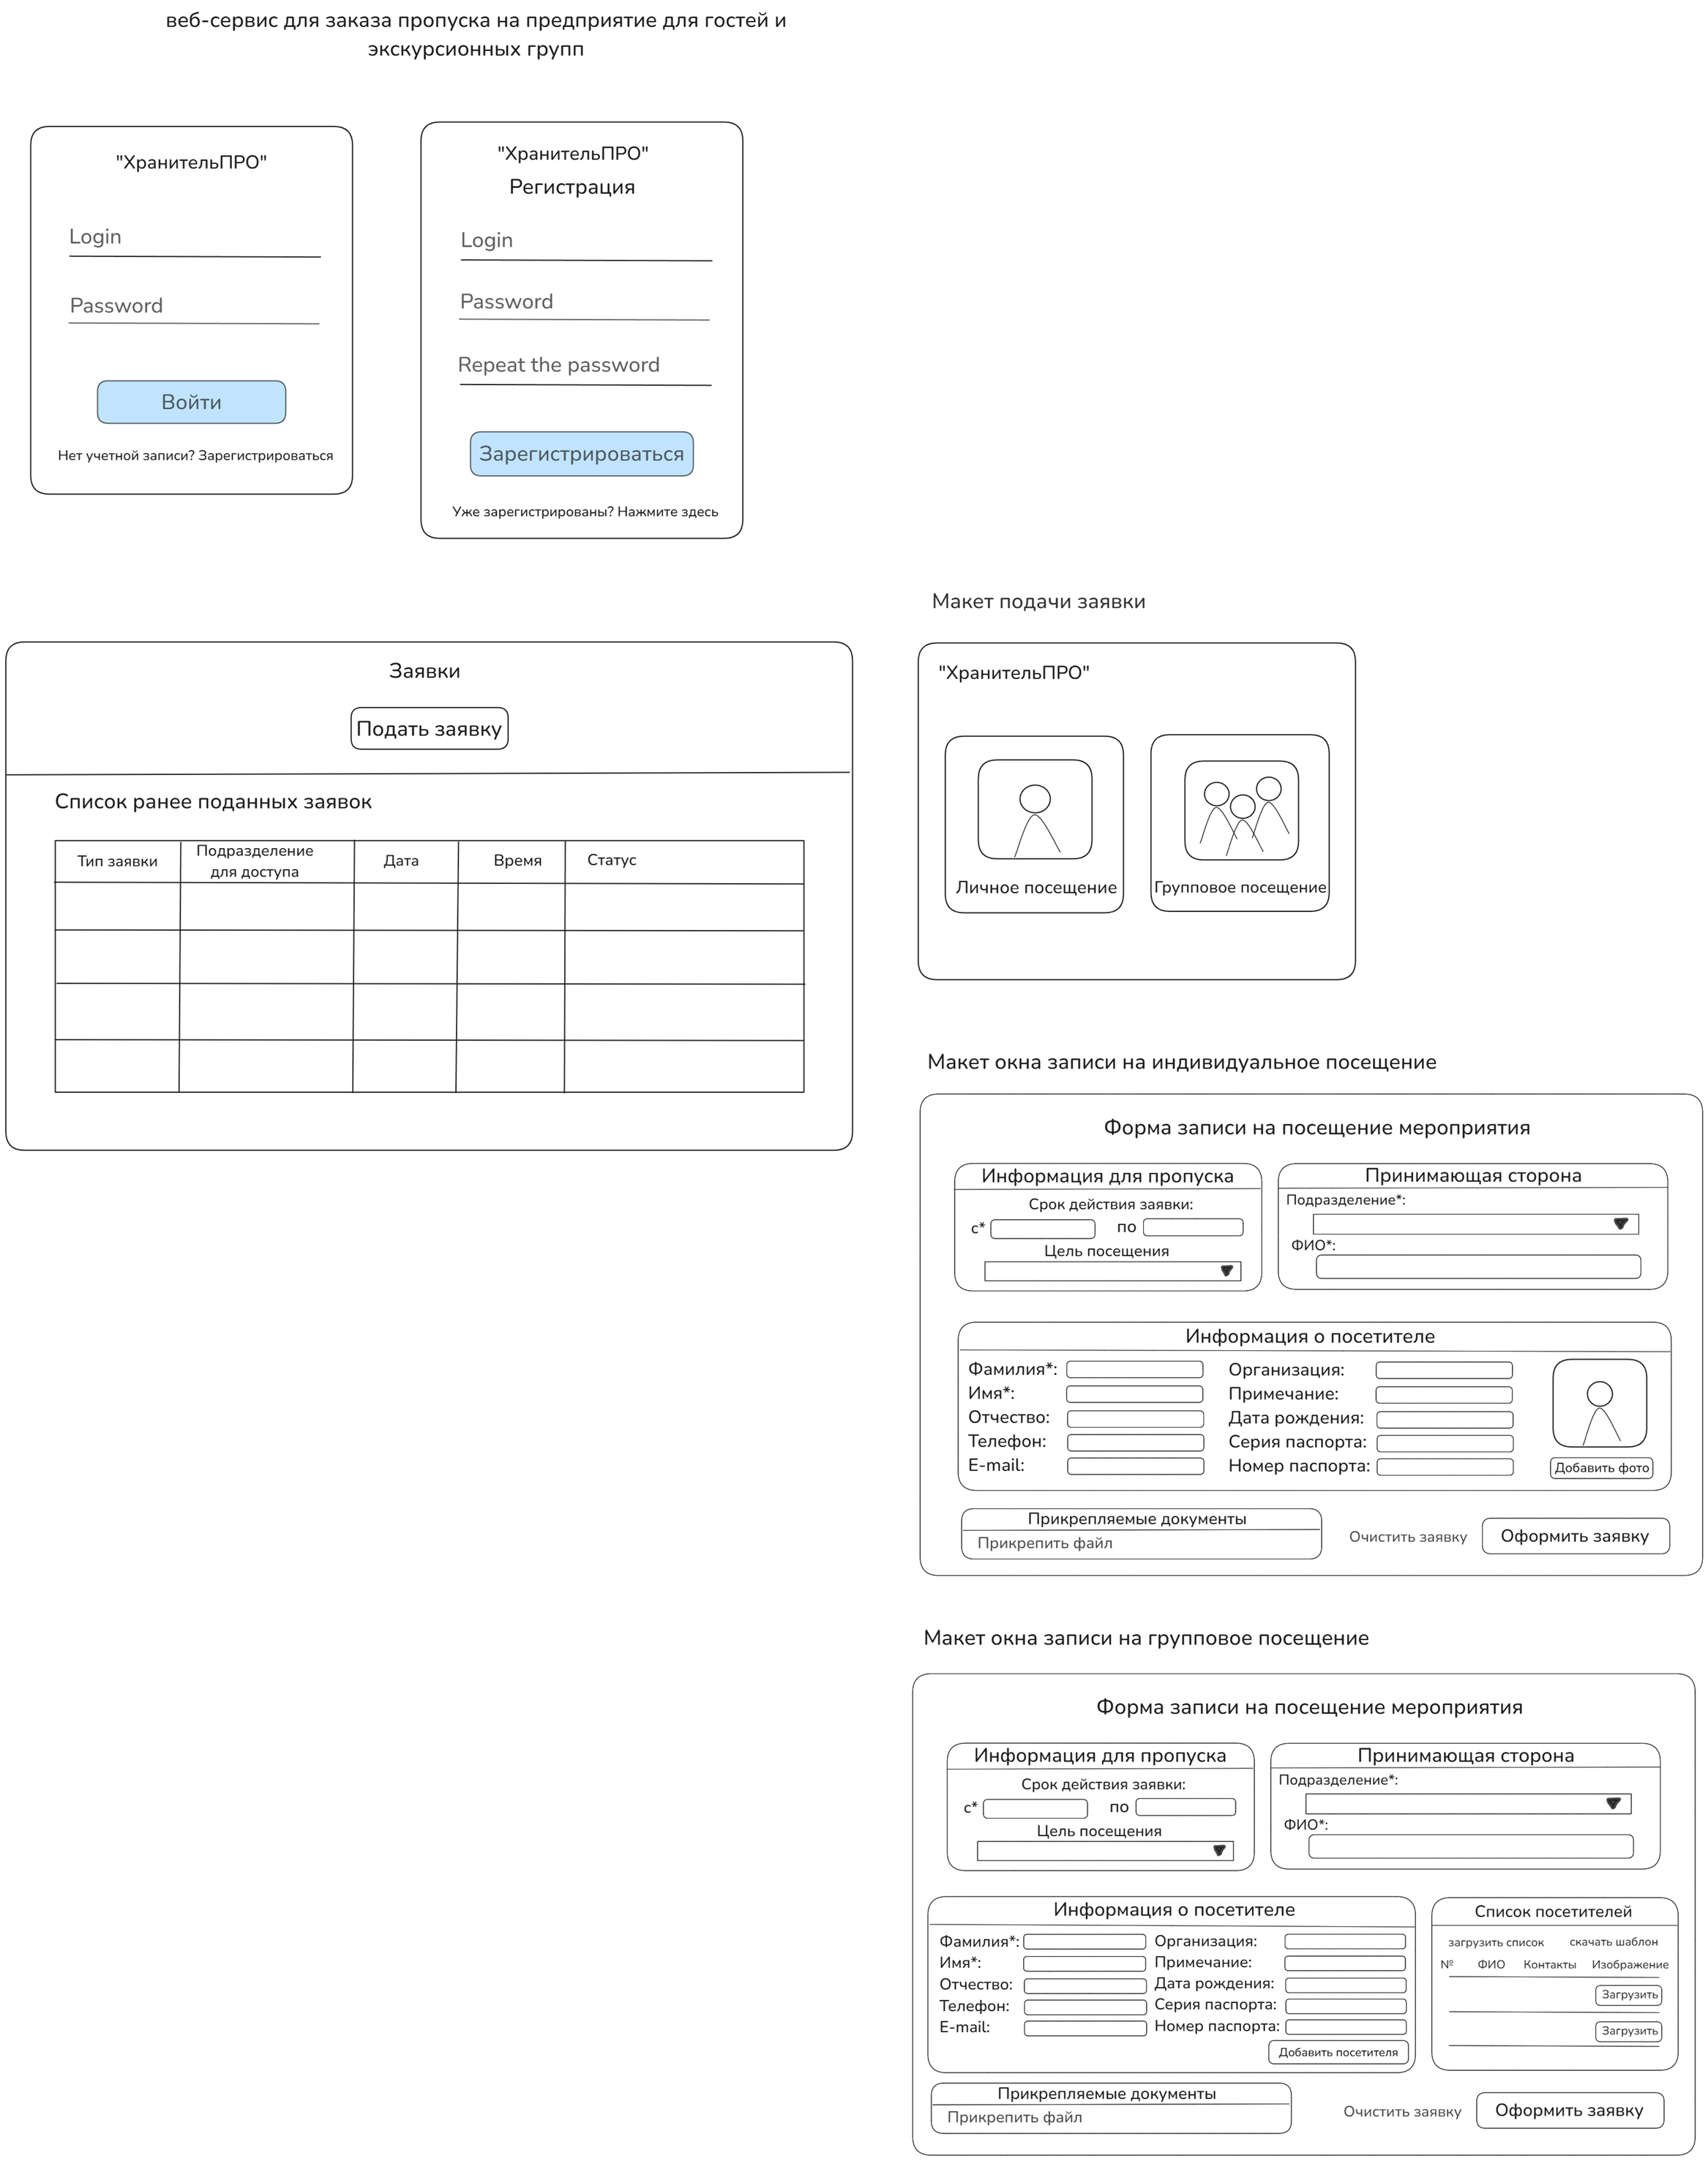 веб-сервис для заказа пропуска на предприятие для гостей и
экскурсионных групп
"ХранительПРО"
Login
Password
Войти
Нет учетной записи? Зарегистрироваться
"ХранительПРО"
Регистрация
Login
Password
Repeat the password
Зарегистрироваться
Уже зарегистрированы? Нажмите здесь
Заявки
Подать заявку
Список ранее поданных заявок
Тип заявки
Подразделение
для доступа
Дата
Время
Статус
Макет подачи заявки
"ХранительПРО"
Личное посещение
Групповое посещение
Макет окна записи на индивидуальное посещение
Форма записи на посещение мероприятия
Информация для пропуска
Срок действия заявки:
с*
по
Цель посещения
Принимающая сторона
Подразделение*:
ФИО*:
Информация о посетителе
Фамилия*:
Имя*:
Отчество:
Телефон:
E-mail:
Организация:
Примечание:
Дата рождения:
Серия паспорта:
Номер паспорта:
Добавить фото
Прикрепляемые документы
Прикрепить файл
Очистить заявку
Оформить заявку
Макет окна записи на групповое посещение
Форма записи на посещение мероприятия
Информация для пропуска
Срок действия заявки:
с*
по
Цель посещения
Принимающая сторона
Подразделение*:
ФИО*:
Информация о посетителе
Фамилия*:
Имя*:
Отчество:
Телефон:
E-mail:
Организация:
Примечание:
Дата рождения:
Серия паспорта:
Номер паспорта:
Добавить посетителя
Список посетителей
загрузить список
скачать шаблон
№ ФИО Контакты Изображение
Загрузить
Загрузить
Прикрепляемые документы
Прикрепить файл
Очистить заявку
Оформить заявку